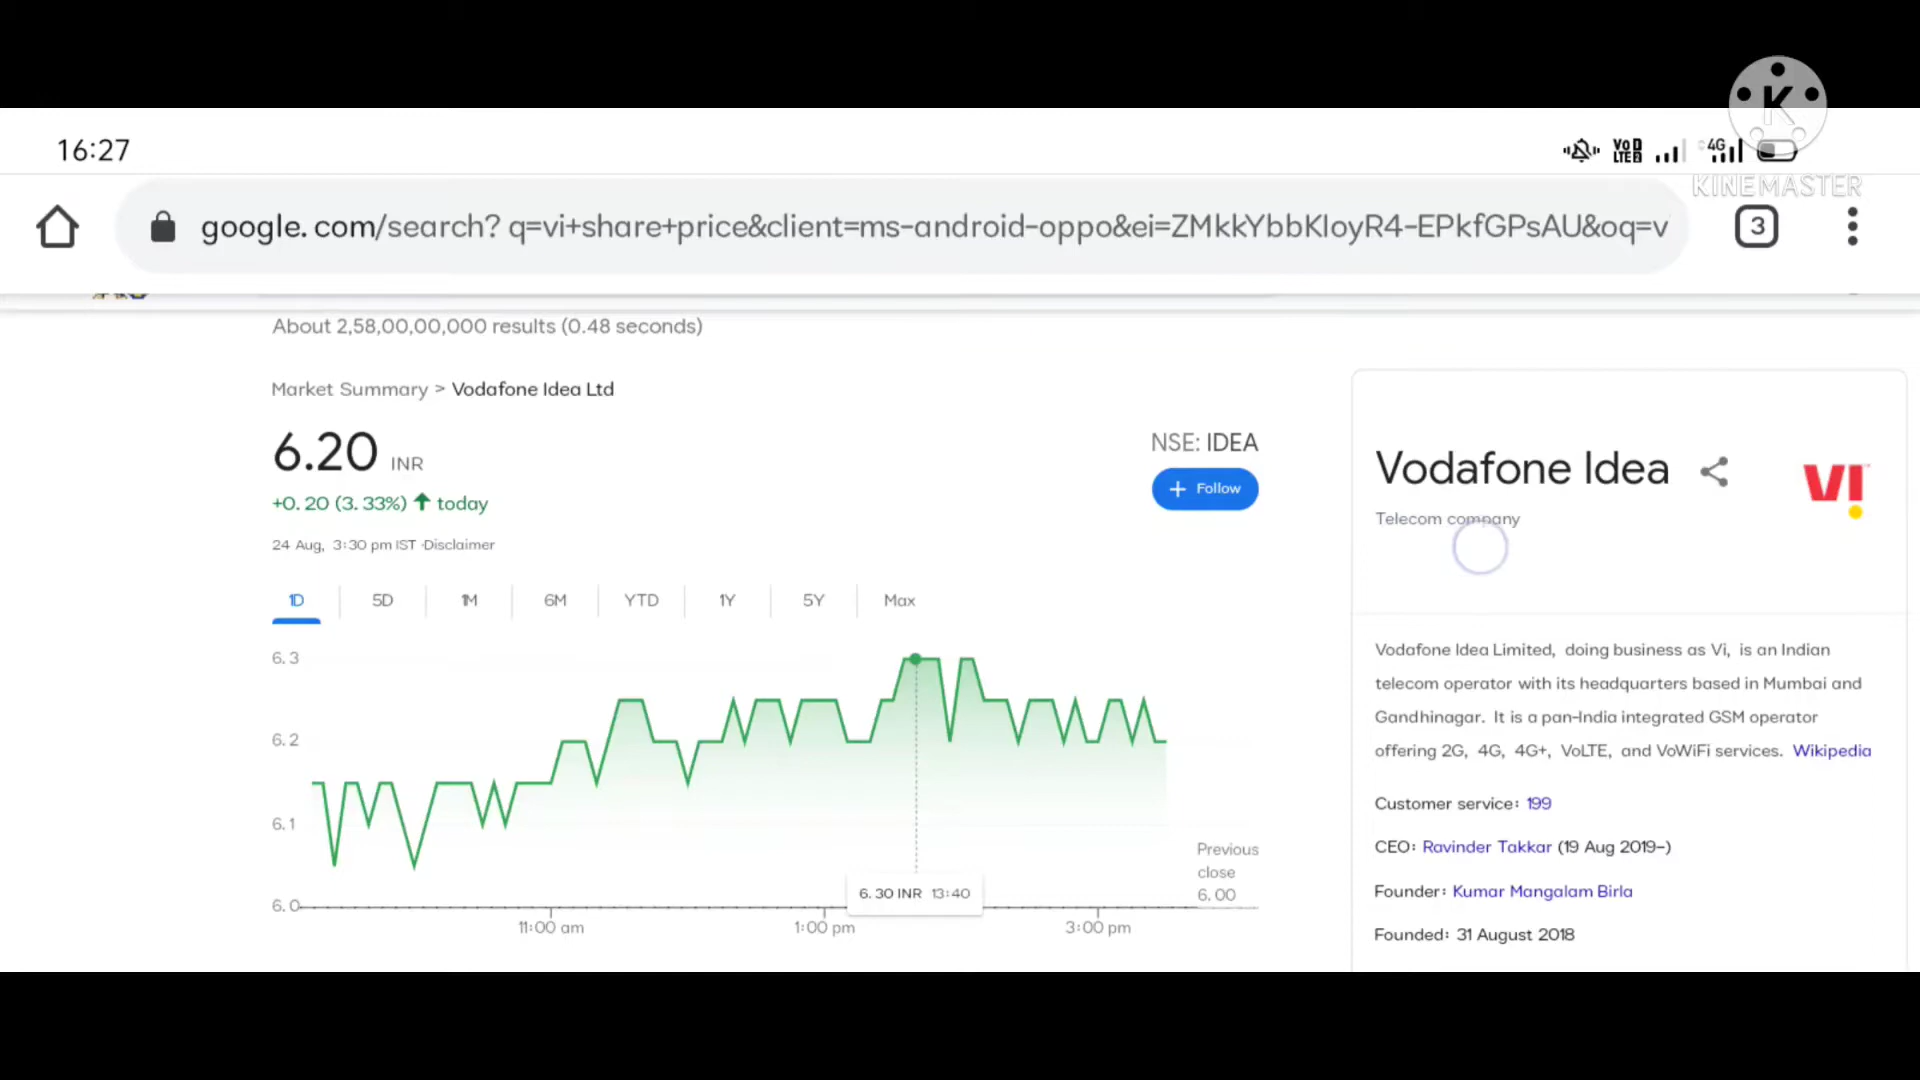 K
16:27
Vo D
LTE 2
4G
KINEMASTER
google. com/search? q=vi+share+price&client=ms-android-oppo&ei=ZMkkYbbKIoyR4-EPkfGPsAU&oq=v
3
About 2,58,00,00,000 results (0.48 seconds)
Market Summary > Vodafone Idea Ltd
6.20 INR
+0. 20 (3. 33%) ↑ today
24 Aug, 3:30 pm IST ·Disclaimer
NSE: IDEA
+ Follow
1D 5D 1M 6M YTD 1Y 5Y Max
6. 3
6. 2
6. 1
6. 0
6. 30 INR 13:40
Previous
close
6. 00
11:00 am 1:00 pm 3:00 pm
Vodafone Idea
VI
Telecom company
Vodafone Idea Limited, doing business as Vi, is an Indian
telecom operator with its headquarters based in Mumbai and
Gandhinagar. It is a pan-India integrated GSM operator
offering 2G, 4G, 4G+, VoLTE, and VoWiFi services. Wikipedia
Customer service: 199
CEO: Ravinder Takkar (19 Aug 2019–)
Founder: Kumar Mangalam Birla
Founded: 31 August 2018